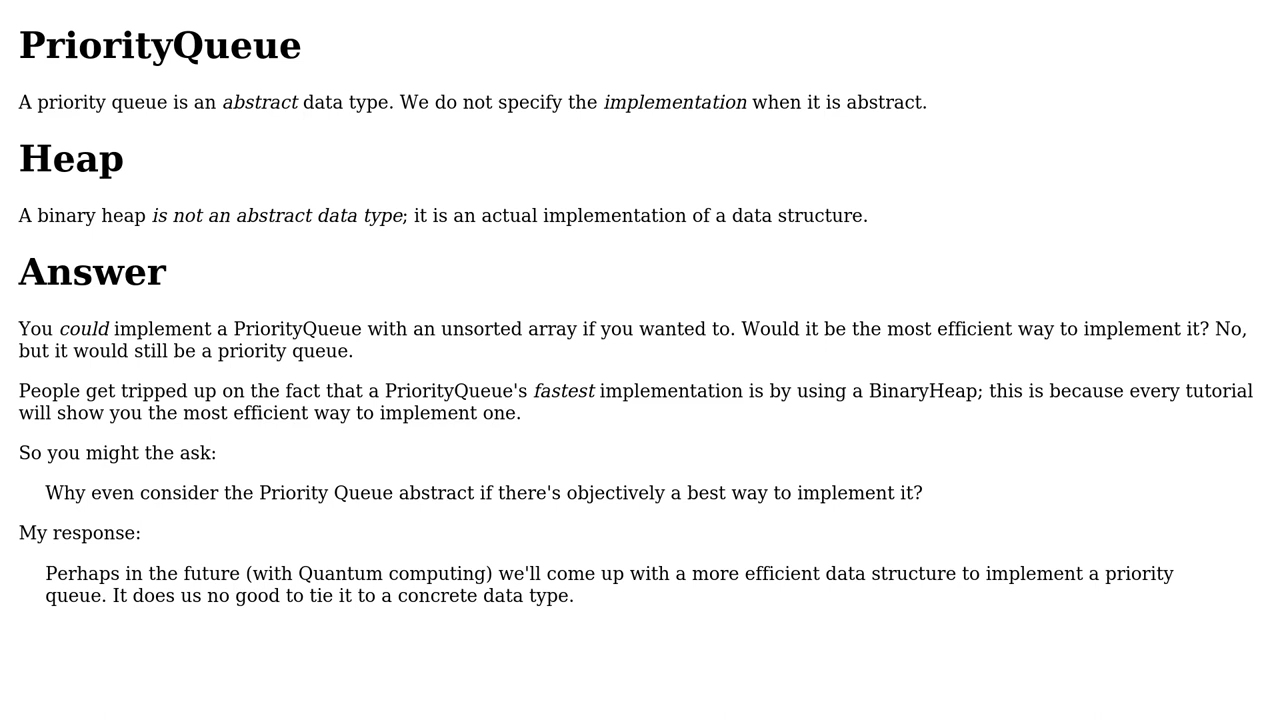 PriorityQueue
A priority queue is an abstract data type. We do not specify the implementation when it is abstract.
Heap
A binary heap is not an abstract data type; it is an actual implementation of a data structure.
Answer
You could implement a PriorityQueue with an unsorted array if you wanted to. Would it be the most efficient way to implement it? No,
but it would still be a priority queue.
People get tripped up on the fact that a PriorityQueue's fastest implementation is by using a BinaryHeap; this is because every tutorial
will show you the most efficient way to implement one.
So you might the ask:
Why even consider the Priority Queue abstract if there's objectively a best way to implement it?
My response:
Perhaps in the future (with Quantum computing) we'll come up with a more efficient data structure to implement a priority
queue. It does us no good to tie it to a concrete data type.